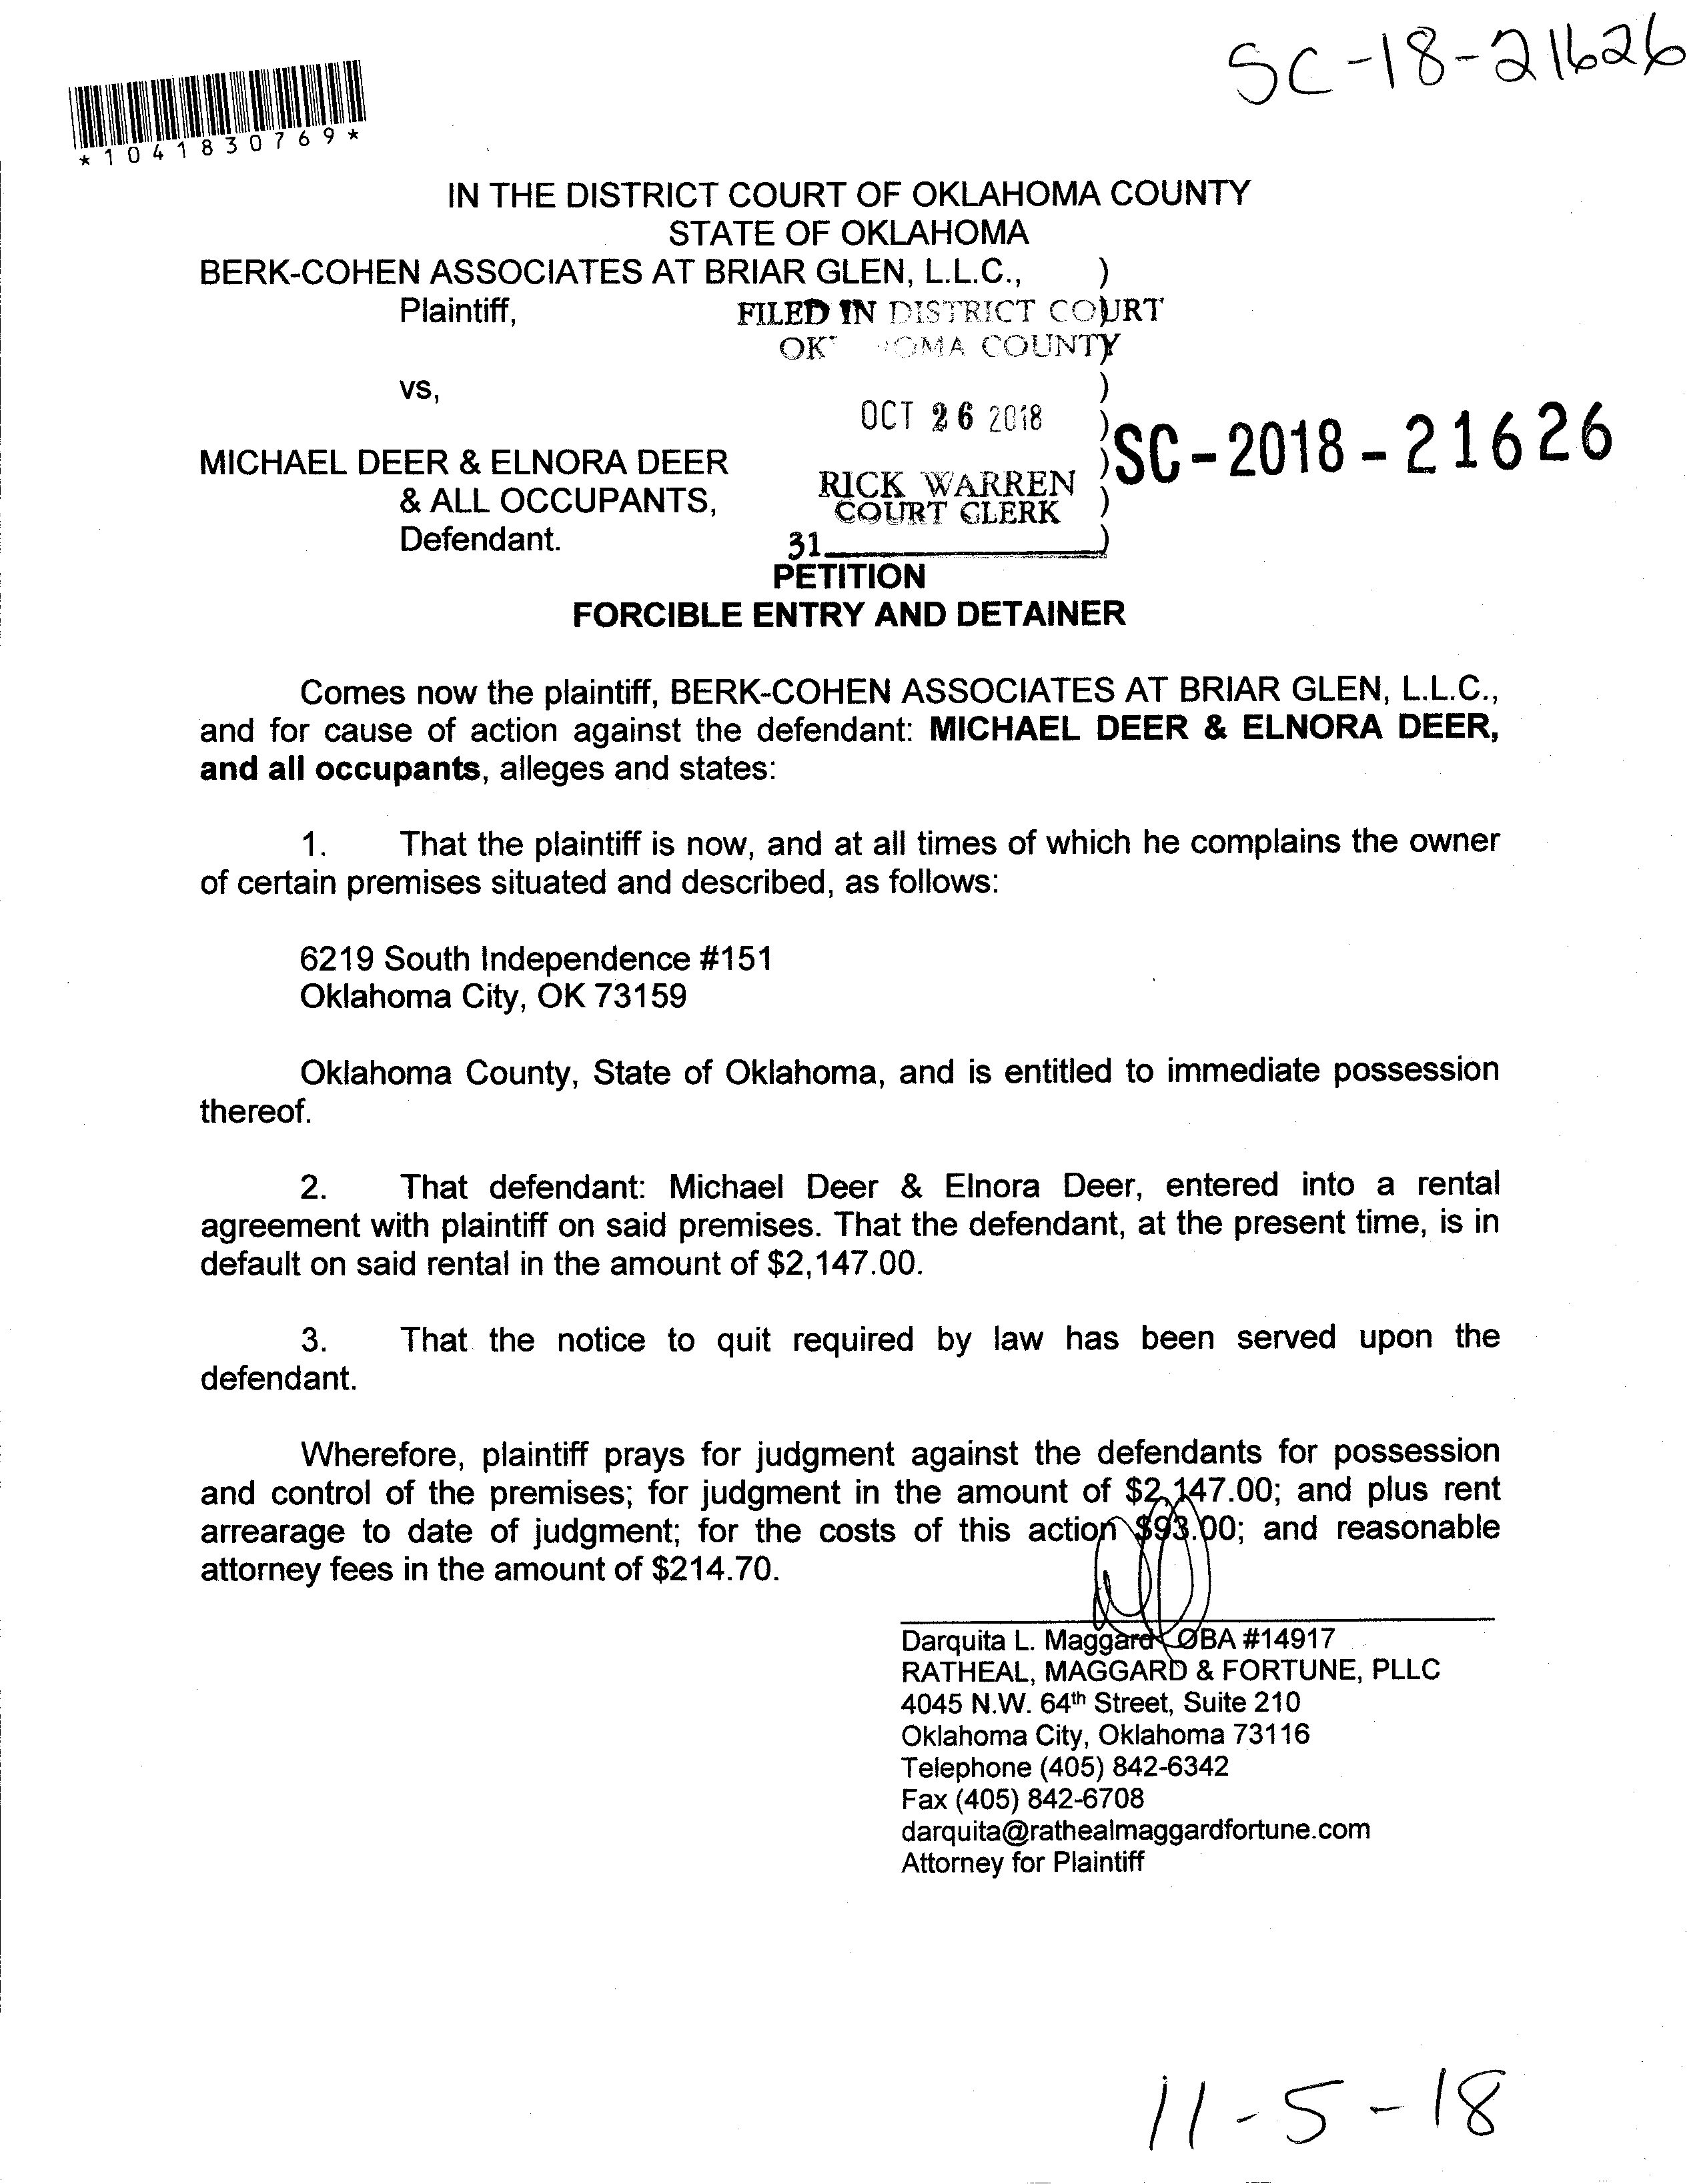 SC-18-21626
*1041830769*
IN THE DISTRICT COURT OF OKLAHOMA COUNTY
STATE OF OKLAHOMA
BERK-COHEN ASSOCIATES AT BRIAR GLEN, L.L.C., )
Plaintiff, FILED IN DISTRICT COURT
OK OMA COUNTY
vs, )
OCT 26 2018 )
SC-2018-21626
MICHAEL DEER & ELNORA DEER )
RICK WARREN
& ALL OCCUPANTS, )
COURT CLERK
Defendant. )
31
PETITION
FORCIBLE ENTRY AND DETAINER
Comes now the plaintiff, BERK-COHEN ASSOCIATES AT BRIAR GLEN, L.L.C.,
and for cause of action against the defendant: MICHAEL DEER & ELNORA DEER,
and all occupants, alleges and states:
1. That the plaintiff is now, and at all times of which he complains the owner
of certain premises situated and described, as follows:
6219 South Independence #151
Oklahoma City, OK 73159
Oklahoma County, State of Oklahoma, and is entitled to immediate possession
thereof.
2. That defendant: Michael Deer & Elnora Deer, entered into a rental
agreement with plaintiff on said premises. That the defendant, at the present time, is in
default on said rental in the amount of $2,147.00.
3. That the notice to quit required by law has been served upon the
defendant.
Wherefore, plaintiff prays for judgment against the defendants for possession
and control of the premises; for judgment in the amount of $2,147.00; and plus rent
arrearage to date of judgment; for the costs of this action $93.00; and reasonable
attorney fees in the amount of $214.70.
Darquita L. Maggard OBA #14917
RATHEAL, MAGGARD & FORTUNE, PLLC
4045 N.W. 64th Street, Suite 210
Oklahoma City, Oklahoma 73116
Telephone (405) 842-6342
Fax (405) 842-6708
darquita@rathealmaggardfortune.com
Attorney for Plaintiff
11-5-18